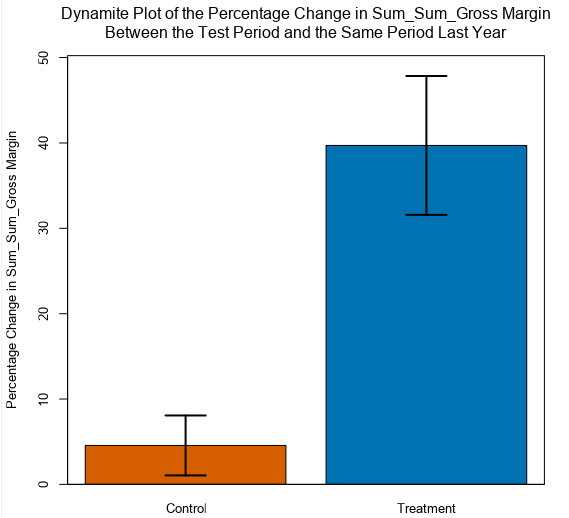 Dynamite Plot of the Percentage Change in Sum_Sum_Gross Margin
Between the Test Period and the Same Period Last Year
Percentage Change in Sum_Sum_Gross Margin
50
40
30
20
10
0
Control
Treatment